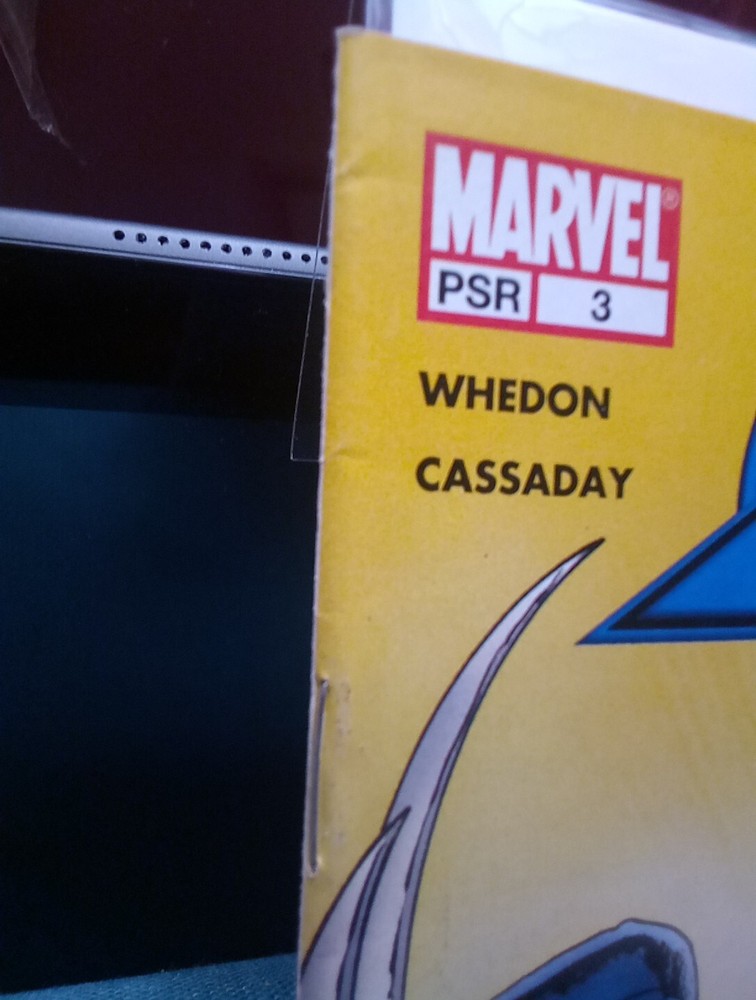 MARVEL®
PSR 3
WHEDON
CASSADAY